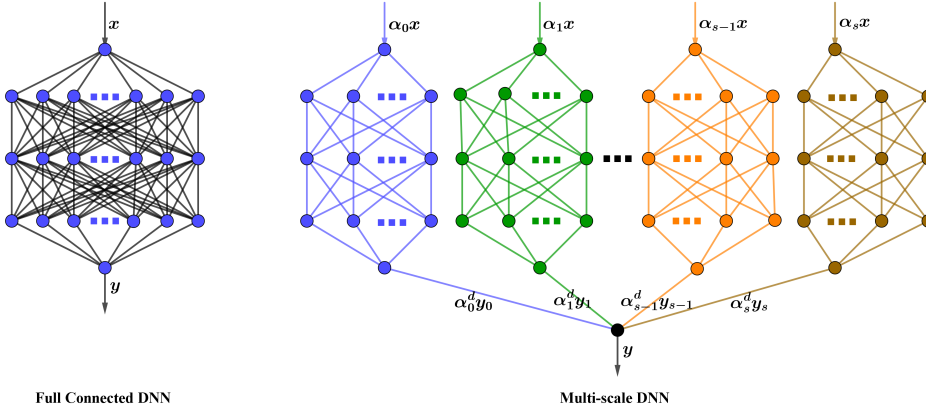 x
α₀x
α₁x
αₛ₋₁x
αₛx
y
α₀ᵈy₀
α₁ᵈy₁
αₛ₋₁ᵈyₛ₋₁
αₛᵈyₛ
y
Full Connected DNN
Multi-scale DNN